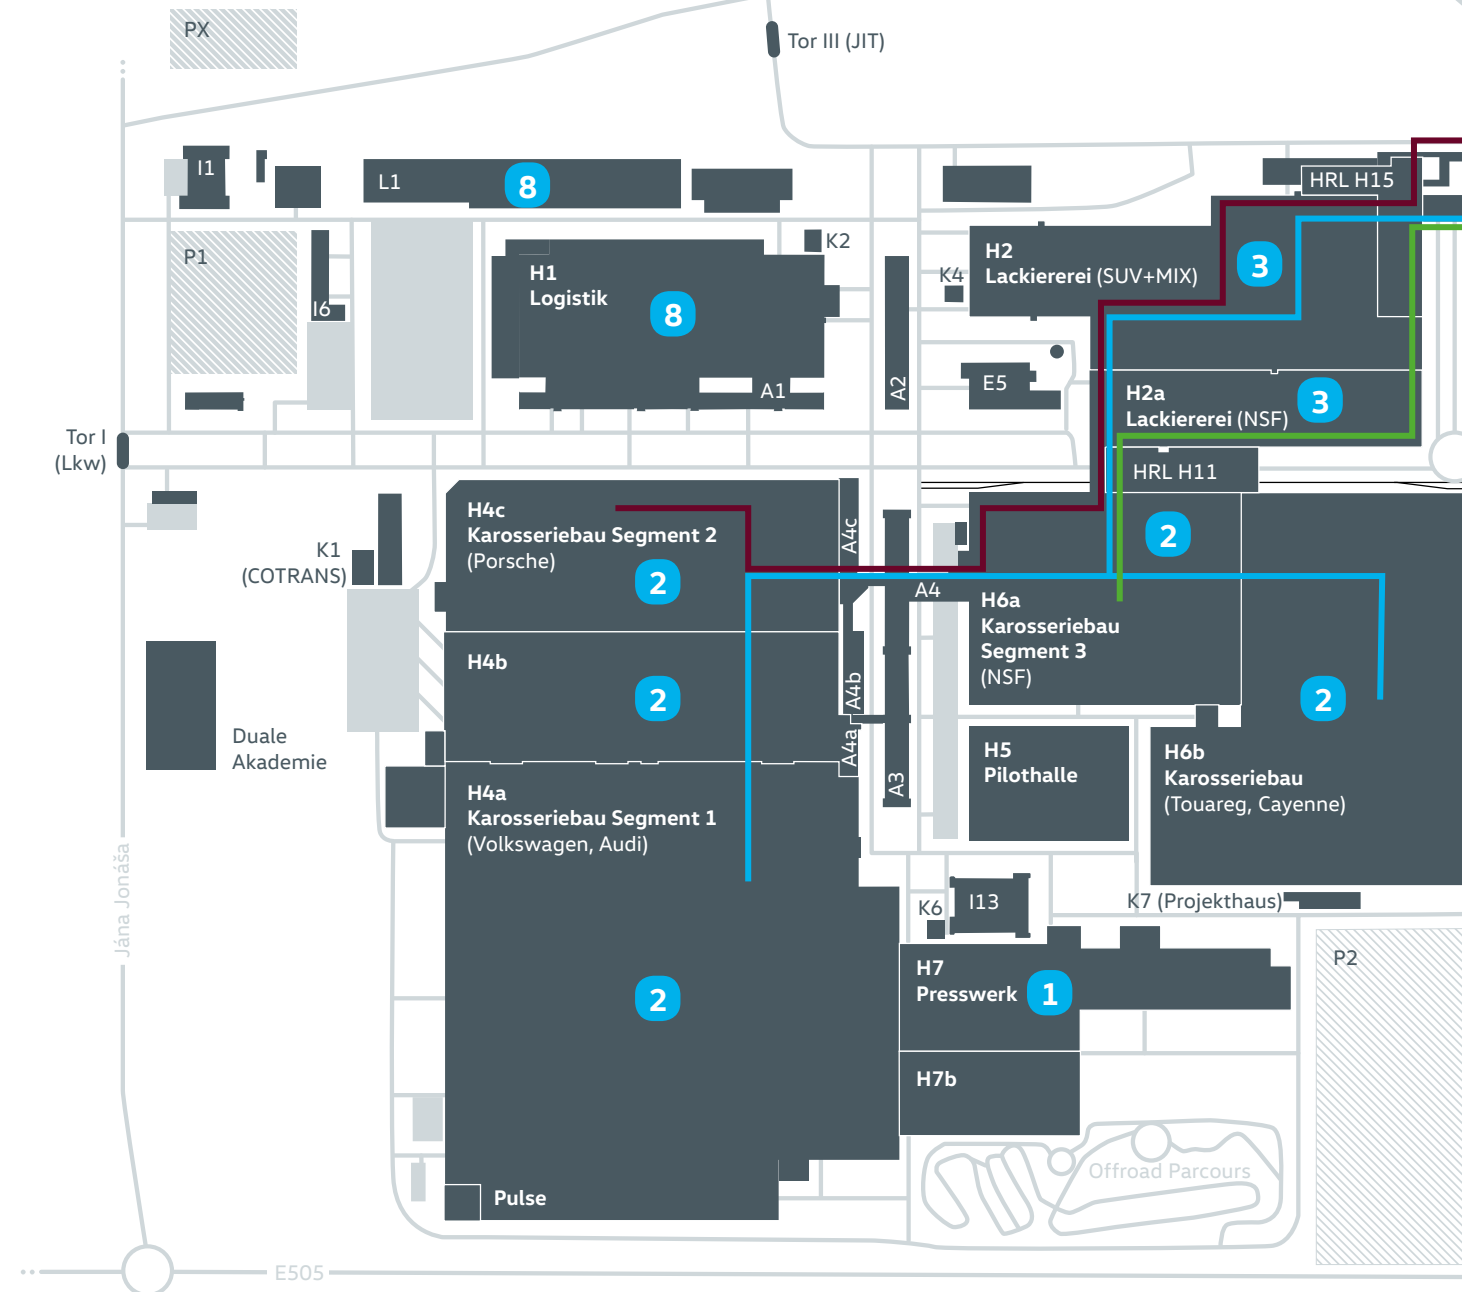 PX
Tor III (JIT)
I1
L1
8
HRL H15
P1
K2
H2
Lackiererei (SUV+MIX)
3
K4
H1
Logistik
8
I6
A2
E5
A1
H2a
Lackiererei (NSF)
3
Tor I
(Lkw)
HRL H11
H4c
Karosseriebau Segment 2
(Porsche)
2
A4c
2
K1
(COTRANS)
A4
H6a
Karosseriebau
Segment 3
(NSF)
H4b
2
A4b
2
Duale
Akademie
A4a
A3
H5
Pilothalle
H6b
Karosseriebau
(Touareg, Cayenne)
H4a
Karosseriebau Segment 1
(Volkswagen, Audi)
Jána Jonáša
K6
I13
K7 (Projekthaus)
P2
H7
Presswerk
1
2
H7b
Offroad Parcours
Pulse
E505